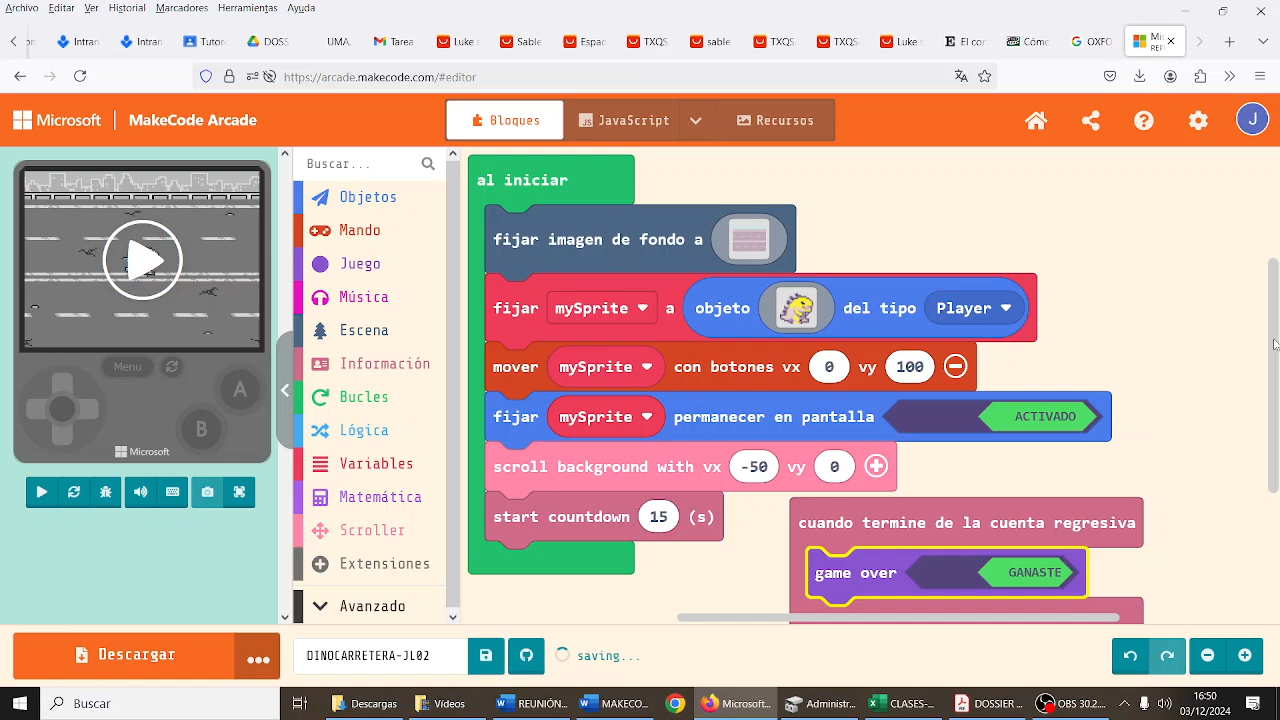 Archivo Editar Ver Historial Marcadores Herramientas Ayuda
Intran Intran Tutor DOSS UMA, Tarea Luke s Sable Espac TXQS sable TXQS TXQS Luke s El cor Cómo OXFO Mic
REPR
https://arcade.makecode.com/#editor
Microsoft MakeCode Arcade Bloques JavaScript Recursos J
Buscar...
Objetos
Mando
Juego
Música
Escena
Información
Bucles
Lógica
Variables
Matemática
Scroller
Extensiones
Avanzado
Menu
A
B
Microsoft
al iniciar
fijar imagen de fondo a
fijar mySprite a objeto del tipo Player
mover mySprite con botones vx 0 vy 100
fijar mySprite permanecer en pantalla ACTIVADO
scroll background with vx -50 vy 0
start countdown 15 (s)
cuando termine de la cuenta regresiva
game over GANASTE
Descargar ... DINOCARRETERA-JL02 saving...
Buscar Descargas Vídeos REUNIÓN... MAKECO... Microsof... Administr... CLASES-... DOSSIER ... OBS 30.2... 16:50
03/12/2024